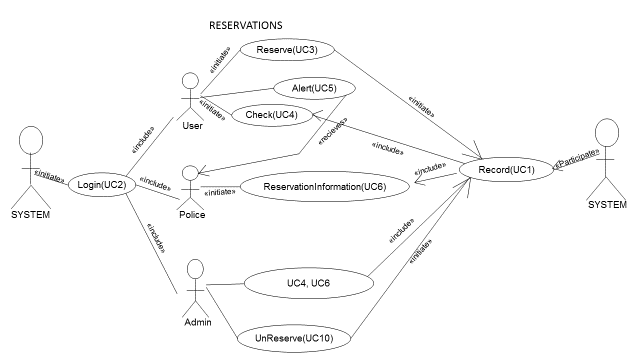 RESERVATIONS
Reserve(UC3)
«initiate»
Alert(UC5)
«initiate»
Check(UC4)
User
«initiate»
«recieves»
«include»
«include»
«include»
Record(UC1)
«Participate»
SYSTEM
«initiate»
SYSTEM
Login(UC2)
«include»
Police
«initiate»
ReservationInformation(UC6)
«include»
«include»
«initiate»
UC4, UC6
Admin
UnReserve(UC10)